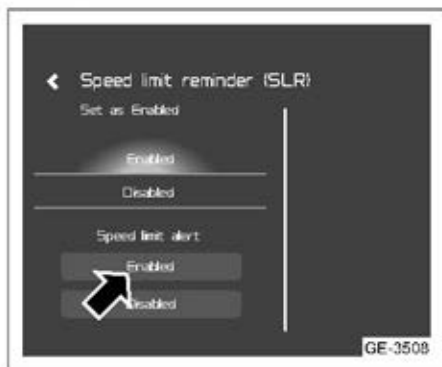 Speed limit reminder (SLR)
Set as Enabled
Enabled
Disabled
Speed limit alert
Enabled
Disabled
GE-3508